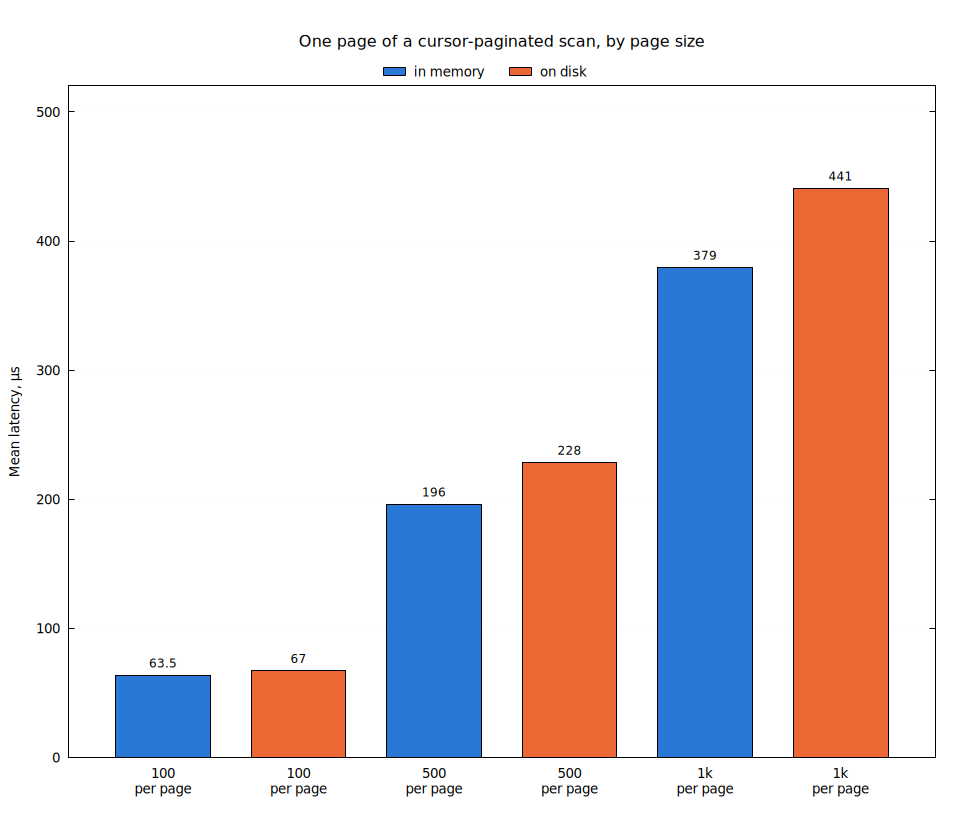 One page of a cursor-paginated scan, by page size
in memory
on disk
Mean latency, µs
500
400
300
200
100
0
63.5
67
196
228
379
441
100
per page
100
per page
500
per page
500
per page
1k
per page
1k
per page